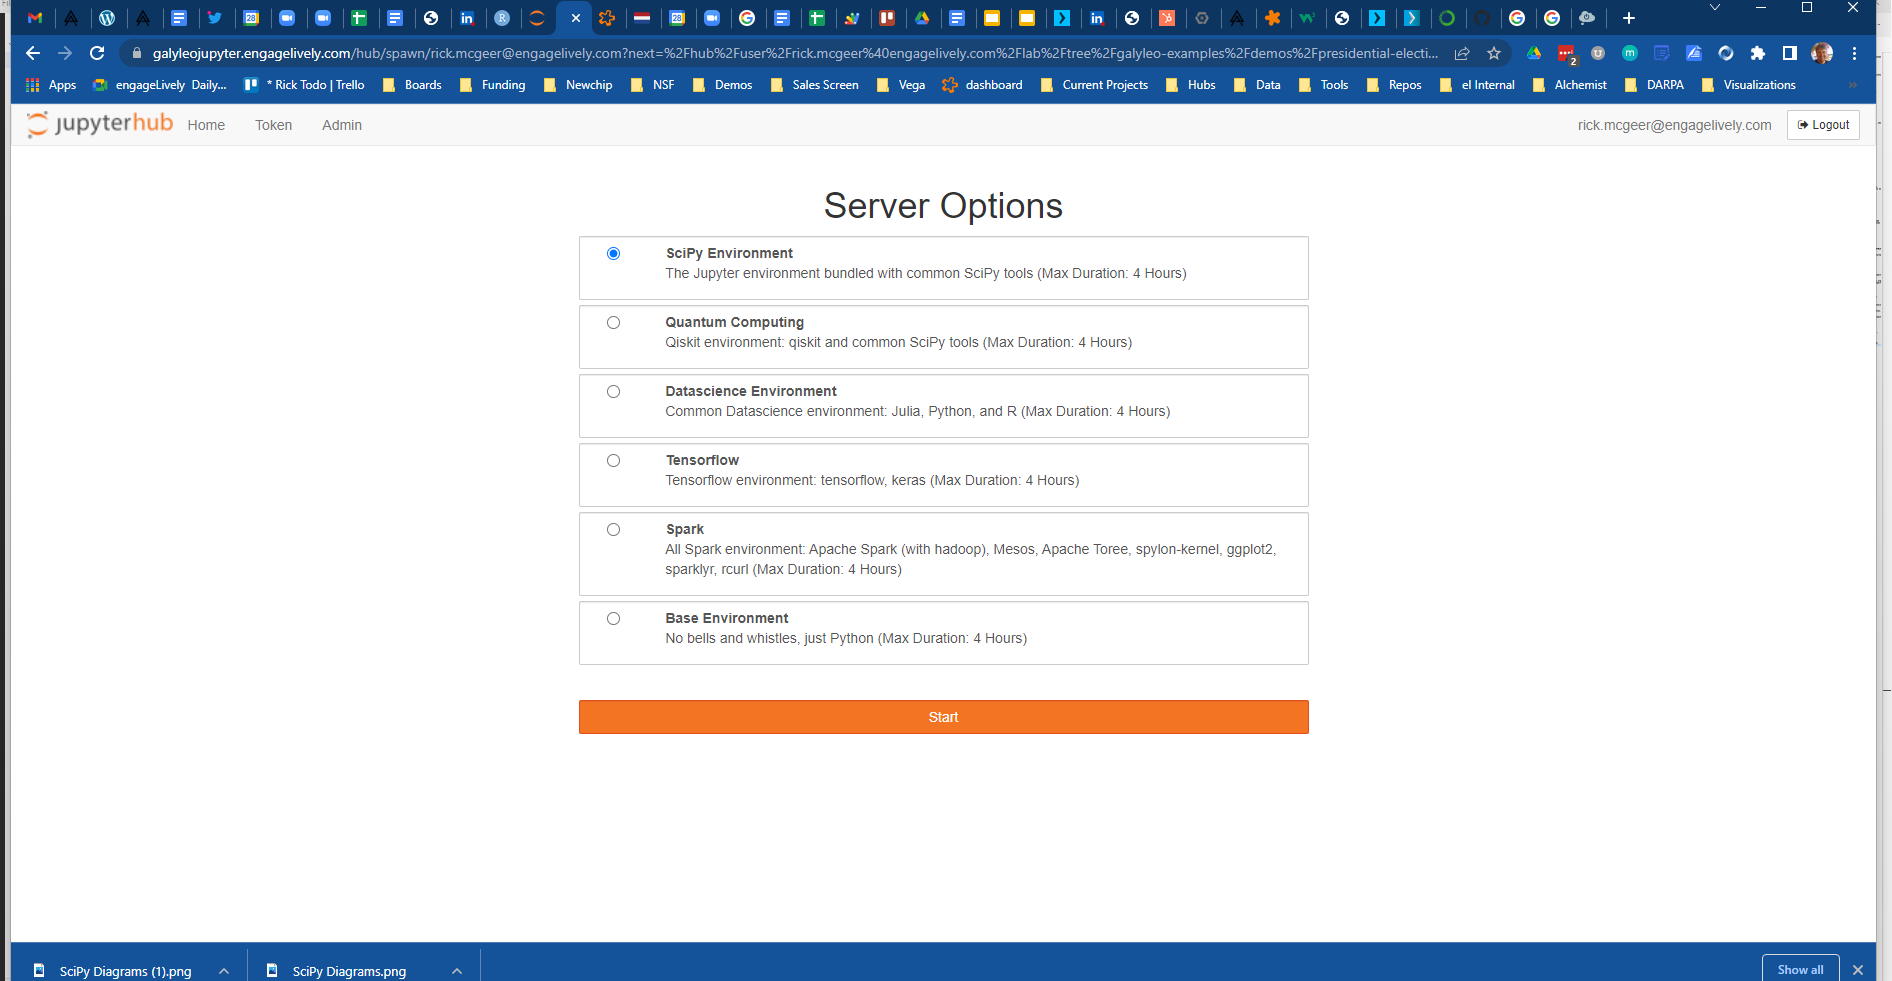 galyleojupyter.engagelively.com/hub/spawn/rick.mcgeer@engagelively.com?next=%2Fhub%2Fuser%2Frick.mcgeer%40engagelively.com%2Flab%2Ftree%2Fgalyleo-examples%2Fdemos%2Fpresidential-electi...
2
Apps engageLively Daily... * Rick Todo | Trello Boards Funding Newchip NSF Demos Sales Screen Vega dashboard Current Projects Hubs Data Tools Repos el Internal Alchemist DARPA Visualizations »
jupyterhub Home Token Admin rick.mcgeer@engagelively.com Logout
Server Options
SciPy Environment
The Jupyter environment bundled with common SciPy tools (Max Duration: 4 Hours)
Quantum Computing
Qiskit environment: qiskit and common SciPy tools (Max Duration: 4 Hours)
Datascience Environment
Common Datascience environment: Julia, Python, and R (Max Duration: 4 Hours)
Tensorflow
Tensorflow environment: tensorflow, keras (Max Duration: 4 Hours)
Spark
All Spark environment: Apache Spark (with hadoop), Mesos, Apache Toree, spylon-kernel, ggplot2,
sparklyr, rcurl (Max Duration: 4 Hours)
Base Environment
No bells and whistles, just Python (Max Duration: 4 Hours)
Start
SciPy Diagrams (1).png SciPy Diagrams.png Show all